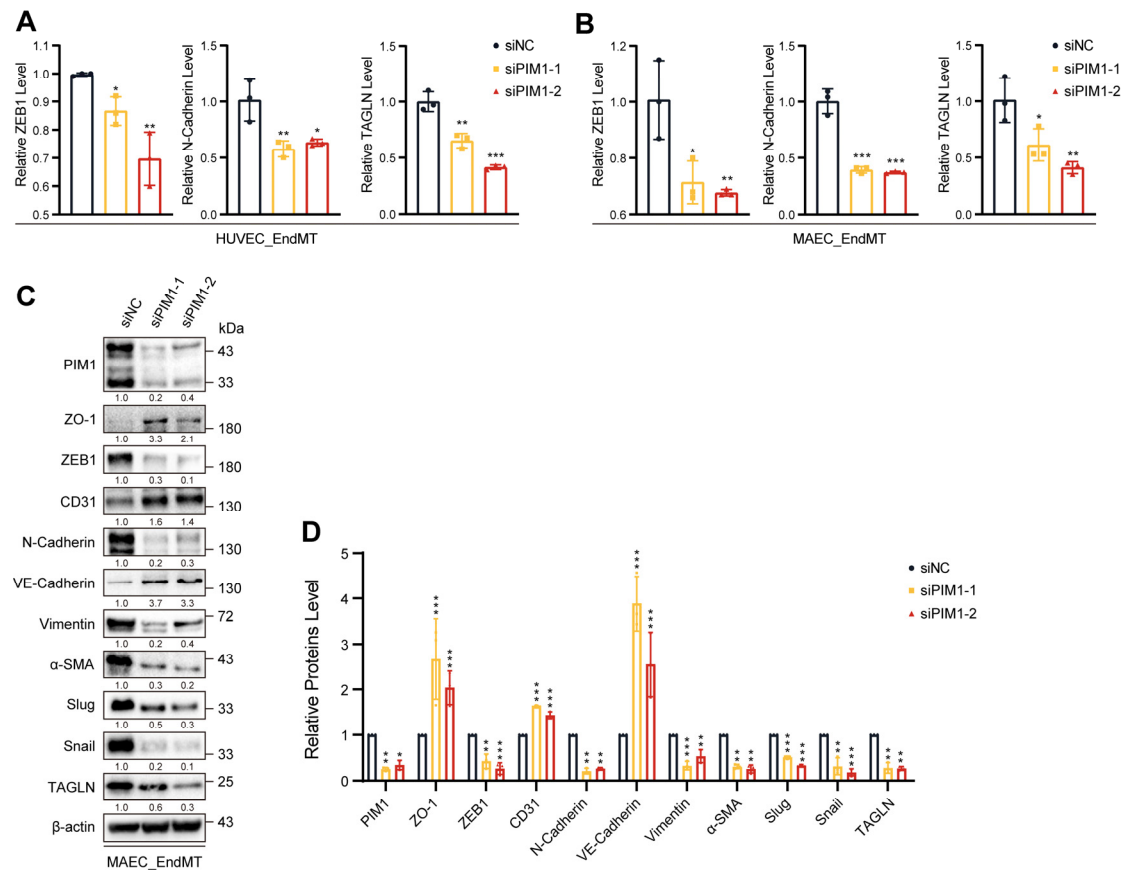 A
B
Relative ZEB1 Level
1.1
1.0
0.9
0.8
0.7
0.6
0.5
*
**
Relative N-Cadherin Level
1.5
1.0
0.5
0.0
**
*
Relative TAGLN Level
1.5
1.0
0.5
0.0
**
***
siNC
siPIM1-1
siPIM1-2
HUVEC_EndMT
Relative ZEB1 Level
1.2
1.0
0.8
0.6
*
**
Relative N-Cadherin Level
1.5
1.0
0.5
0.0
***
***
Relative TAGLN Level
1.5
1.0
0.5
0.0
*
**
siNC
siPIM1-1
siPIM1-2
MAEC_EndMT
C
siNC siPIM1-1 siPIM1-2
kDa
PIM1 43
33
1.0 0.2 0.4
ZO-1 180
1.0 3.3 2.1
ZEB1 180
1.0 0.3 0.1
CD31 130
1.0 1.6 1.4
N-Cadherin 130
1.0 0.2 0.3
VE-Cadherin 130
1.0 3.7 3.3
Vimentin 72
1.0 0.2 0.4
α-SMA 43
1.0 0.3 0.2
Slug 33
1.0 0.5 0.3
Snail 33
1.0 0.2 0.1
TAGLN 25
1.0 0.6 0.3
β-actin 43
MAEC_EndMT
D
Relative Proteins Level
5
4
3
2
1
0
** * *** *** ** *** *** *** ** ** *** *** *** ** ** ** *** *** ** *** ** **
PIM1 ZO-1 ZEB1 CD31 N-Cadherin VE-Cadherin Vimentin α-SMA Slug Snail TAGLN
siNC
siPIM1-1
siPIM1-2